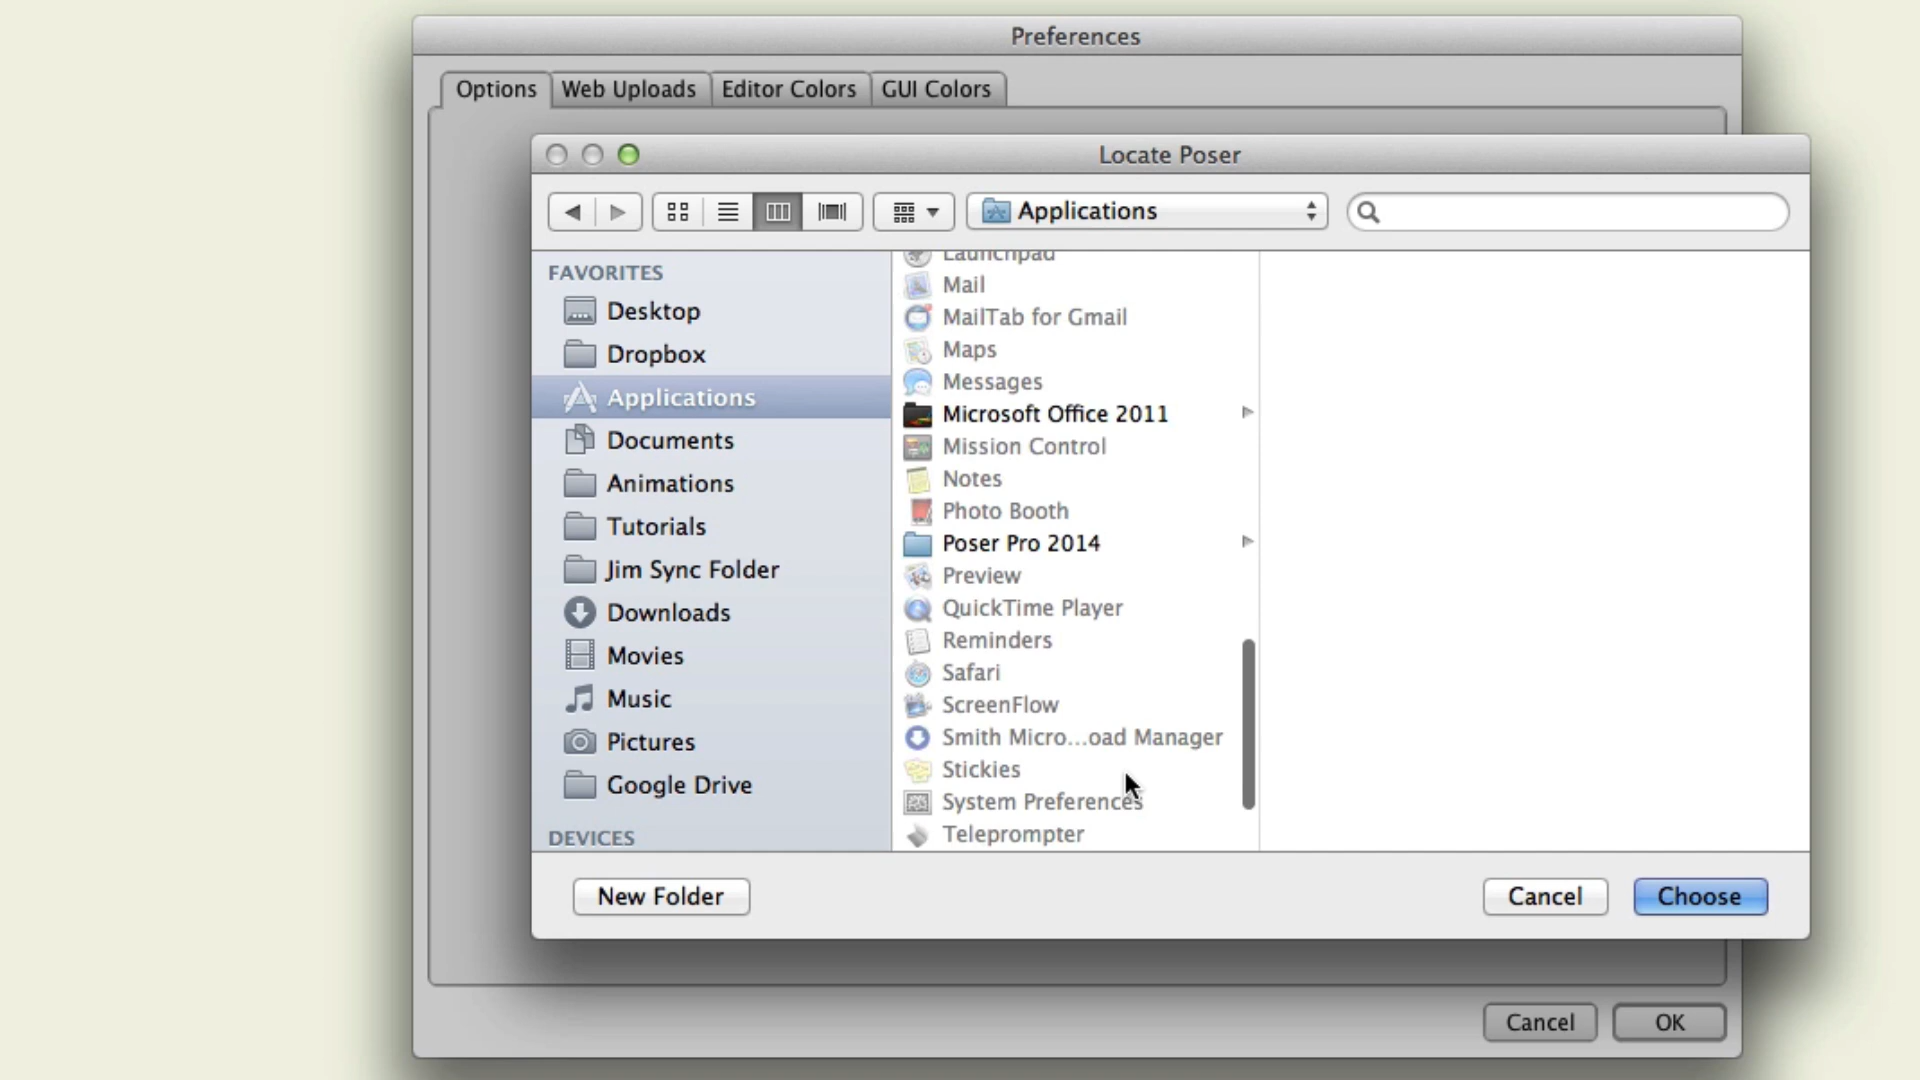 Preferences
Options
Web Uploads
Editor Colors
GUI Colors
Locate Poser
Applications
FAVORITES
Desktop
Dropbox
Applications
Documents
Animations
Tutorials
Jim Sync Folder
Downloads
Movies
Music
Pictures
Google Drive
DEVICES
Launchpad
Mail
MailTab for Gmail
Maps
Messages
Microsoft Office 2011
Mission Control
Notes
Photo Booth
Poser Pro 2014
Preview
QuickTime Player
Reminders
Safari
ScreenFlow
Smith Micro...oad Manager
Stickies
System Preferences
Teleprompter
New Folder
Cancel
Choose
Cancel
OK